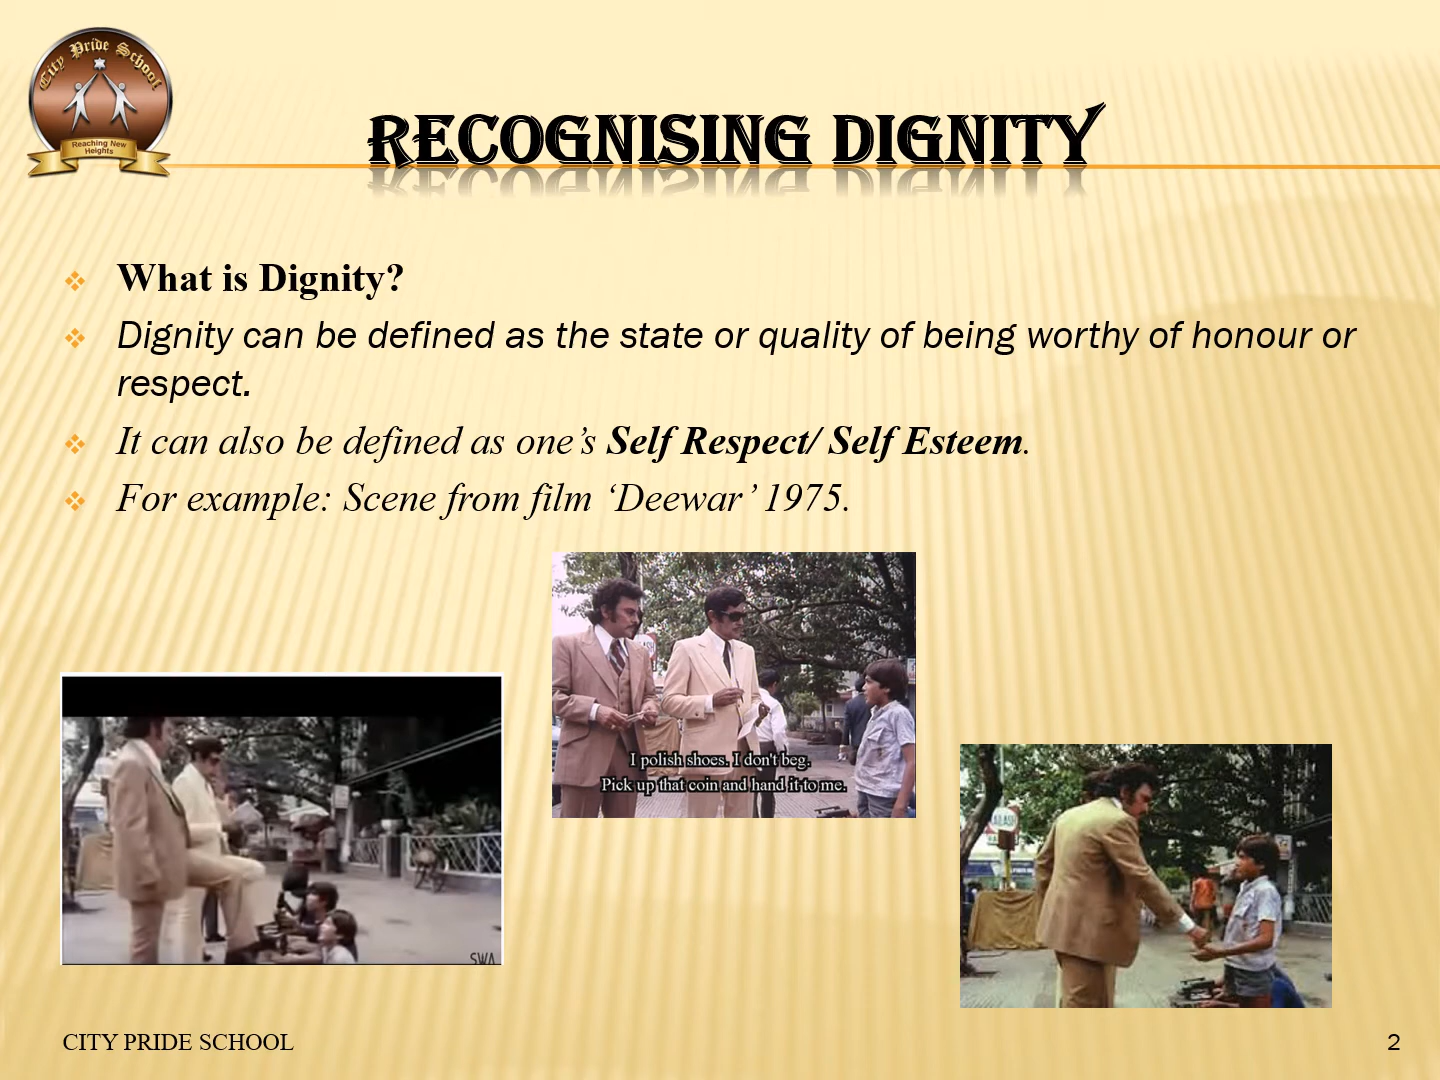 City Pride School
Reaching New
Heights
RECOGNISING DIGNITY
What is Dignity?
Dignity can be defined as the state or quality of being worthy of honour or
respect.
It can also be defined as one’s Self Respect/ Self Esteem.
For example: Scene from film ‘Deewar’ 1975.
I polish shoes. I don't beg.
Pick up that coin and hand it to me.
SWA
CITY PRIDE SCHOOL
2